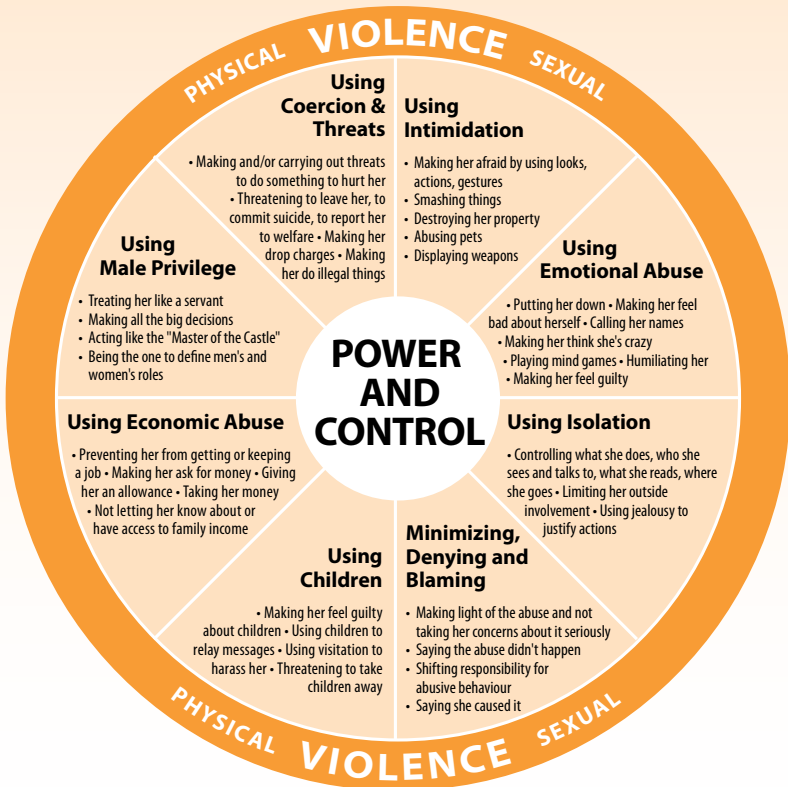 PHYSICAL VIOLENCE SEXUAL
Using
Coercion &
Threats
• Making and/or carrying out threats
to do something to hurt her
• Threatening to leave her, to
commit suicide, to report her
to welfare • Making her
drop charges • Making
her do illegal things
Using
Intimidation
• Making her afraid by using looks,
actions, gestures
• Smashing things
• Destroying her property
• Abusing pets
• Displaying weapons
Using
Male Privilege
• Treating her like a servant
• Making all the big decisions
• Acting like the "Master of the Castle"
• Being the one to define men's and
women's roles
Using
Emotional Abuse
• Putting her down • Making her feel
bad about herself • Calling her names
• Making her think she's crazy
• Playing mind games • Humiliating her
• Making her feel guilty
POWER
AND
CONTROL
Using Economic Abuse
• Preventing her from getting or keeping
a job • Making her ask for money • Giving
her an allowance • Taking her money
• Not letting her know about or
have access to family income
Using Isolation
• Controlling what she does, who she
sees and talks to, what she reads, where
she goes • Limiting her outside
involvement • Using jealousy to
justify actions
Using
Children
• Making her feel guilty
about children • Using children to
relay messages • Using visitation to
harass her • Threatening to take
children away
Minimizing,
Denying and
Blaming
• Making light of the abuse and not
taking her concerns about it seriously
• Saying the abuse didn't happen
• Shifting responsibility for
abusive behaviour
• Saying she caused it
PHYSICAL VIOLENCE SEXUAL